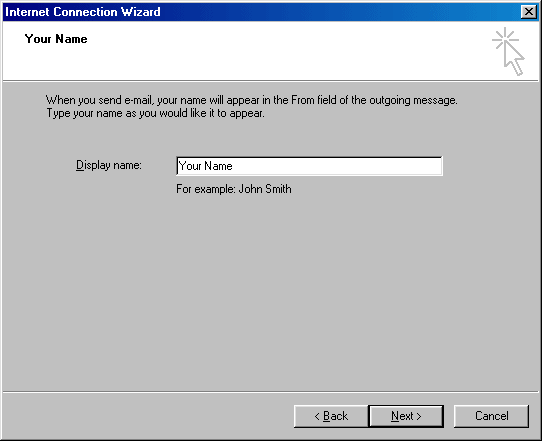 Internet Connection Wizard
Your Name
When you send e-mail, your name will appear in the From field of the outgoing message.
Type your name as you would like it to appear.
Display name: Your Name
For example: John Smith
< Back Next > Cancel